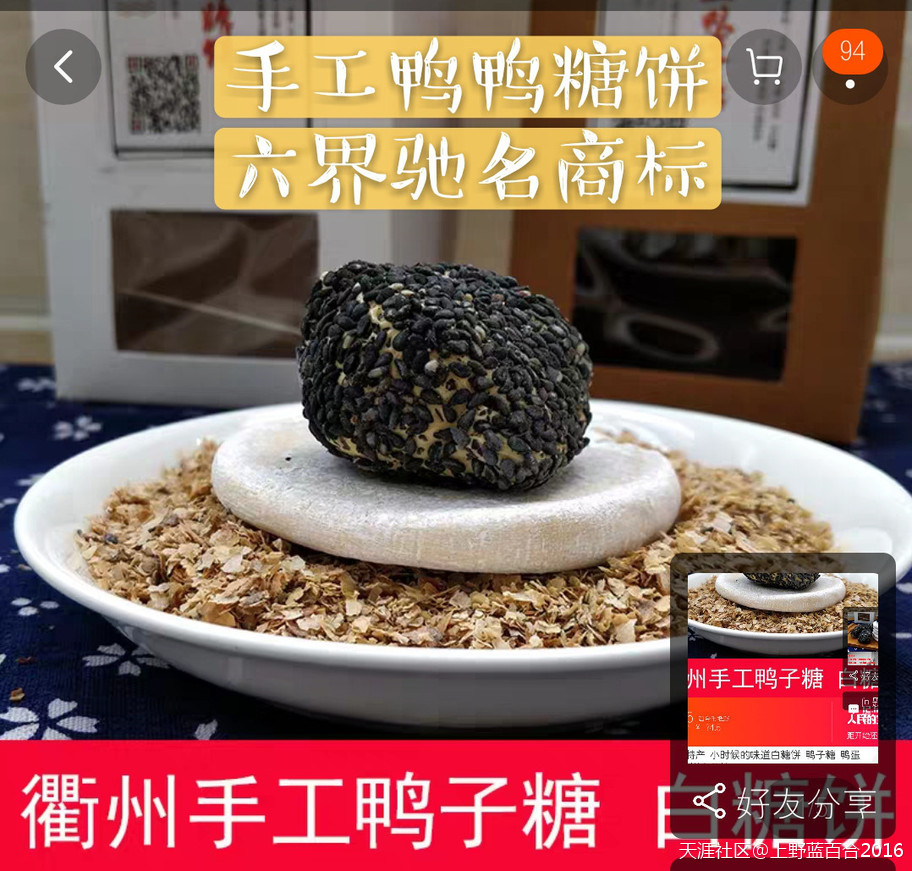 94
手工鸭鸭糖饼
六界驰名商标
州手工鸭子糖 白糖
特产 小时候的味道白糖饼 鸭子糖 鸭蛋
好友分享
衢州手工鸭子糖 白糖饼
天涯社区@上野蓝百合2016